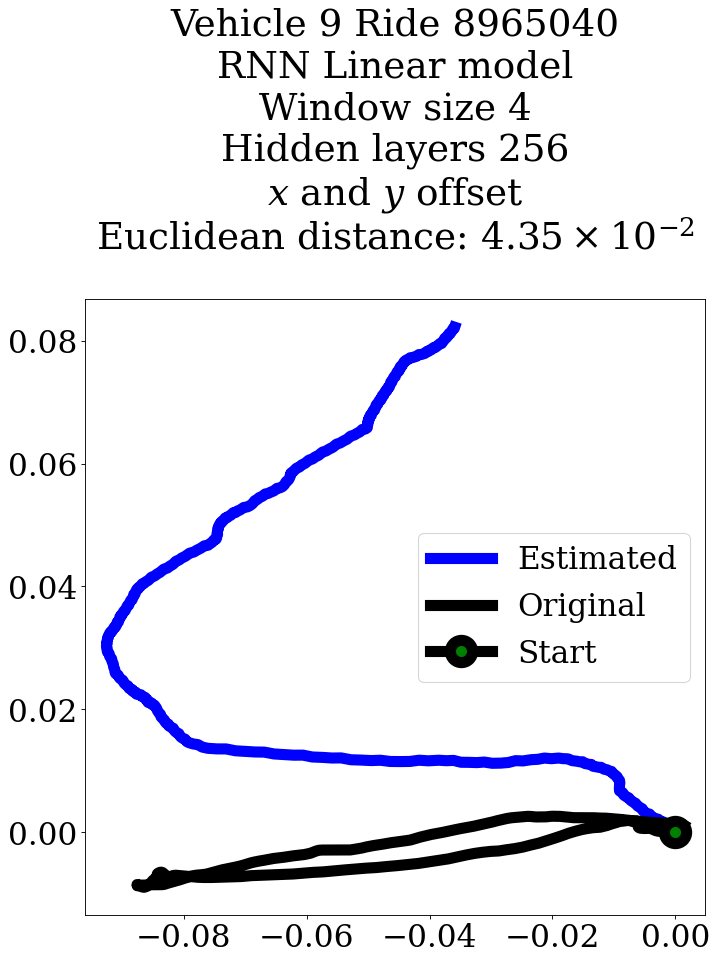 Vehicle 9 Ride 8965040
RNN Linear model
Window size 4
Hidden layers 256
x and y offset
Euclidean distance: 4.35 × 10⁻²
0.08
0.06
0.04
0.02
0.00
Estimated
Original
Start
−0.08 −0.06 −0.04 −0.02 0.00